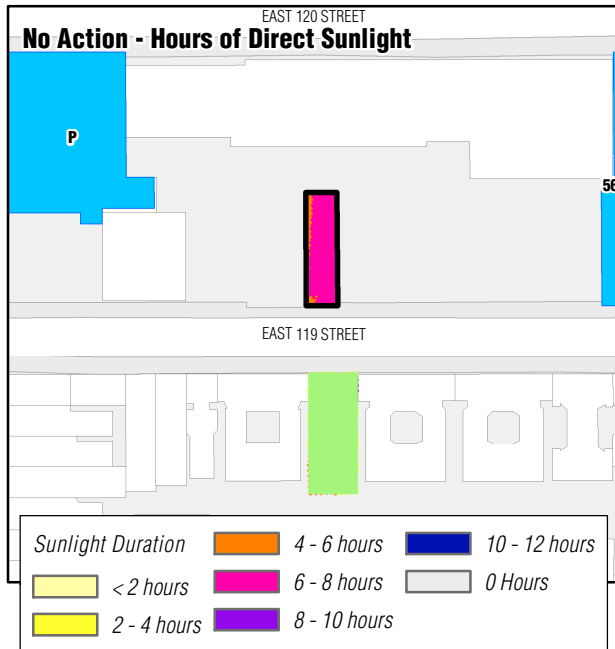 EAST 120 STREET
No Action - Hours of Direct Sunlight
P
56
EAST 119 STREET
Sunlight Duration
< 2 hours
2 - 4 hours
4 - 6 hours
6 - 8 hours
8 - 10 hours
10 - 12 hours
0 Hours